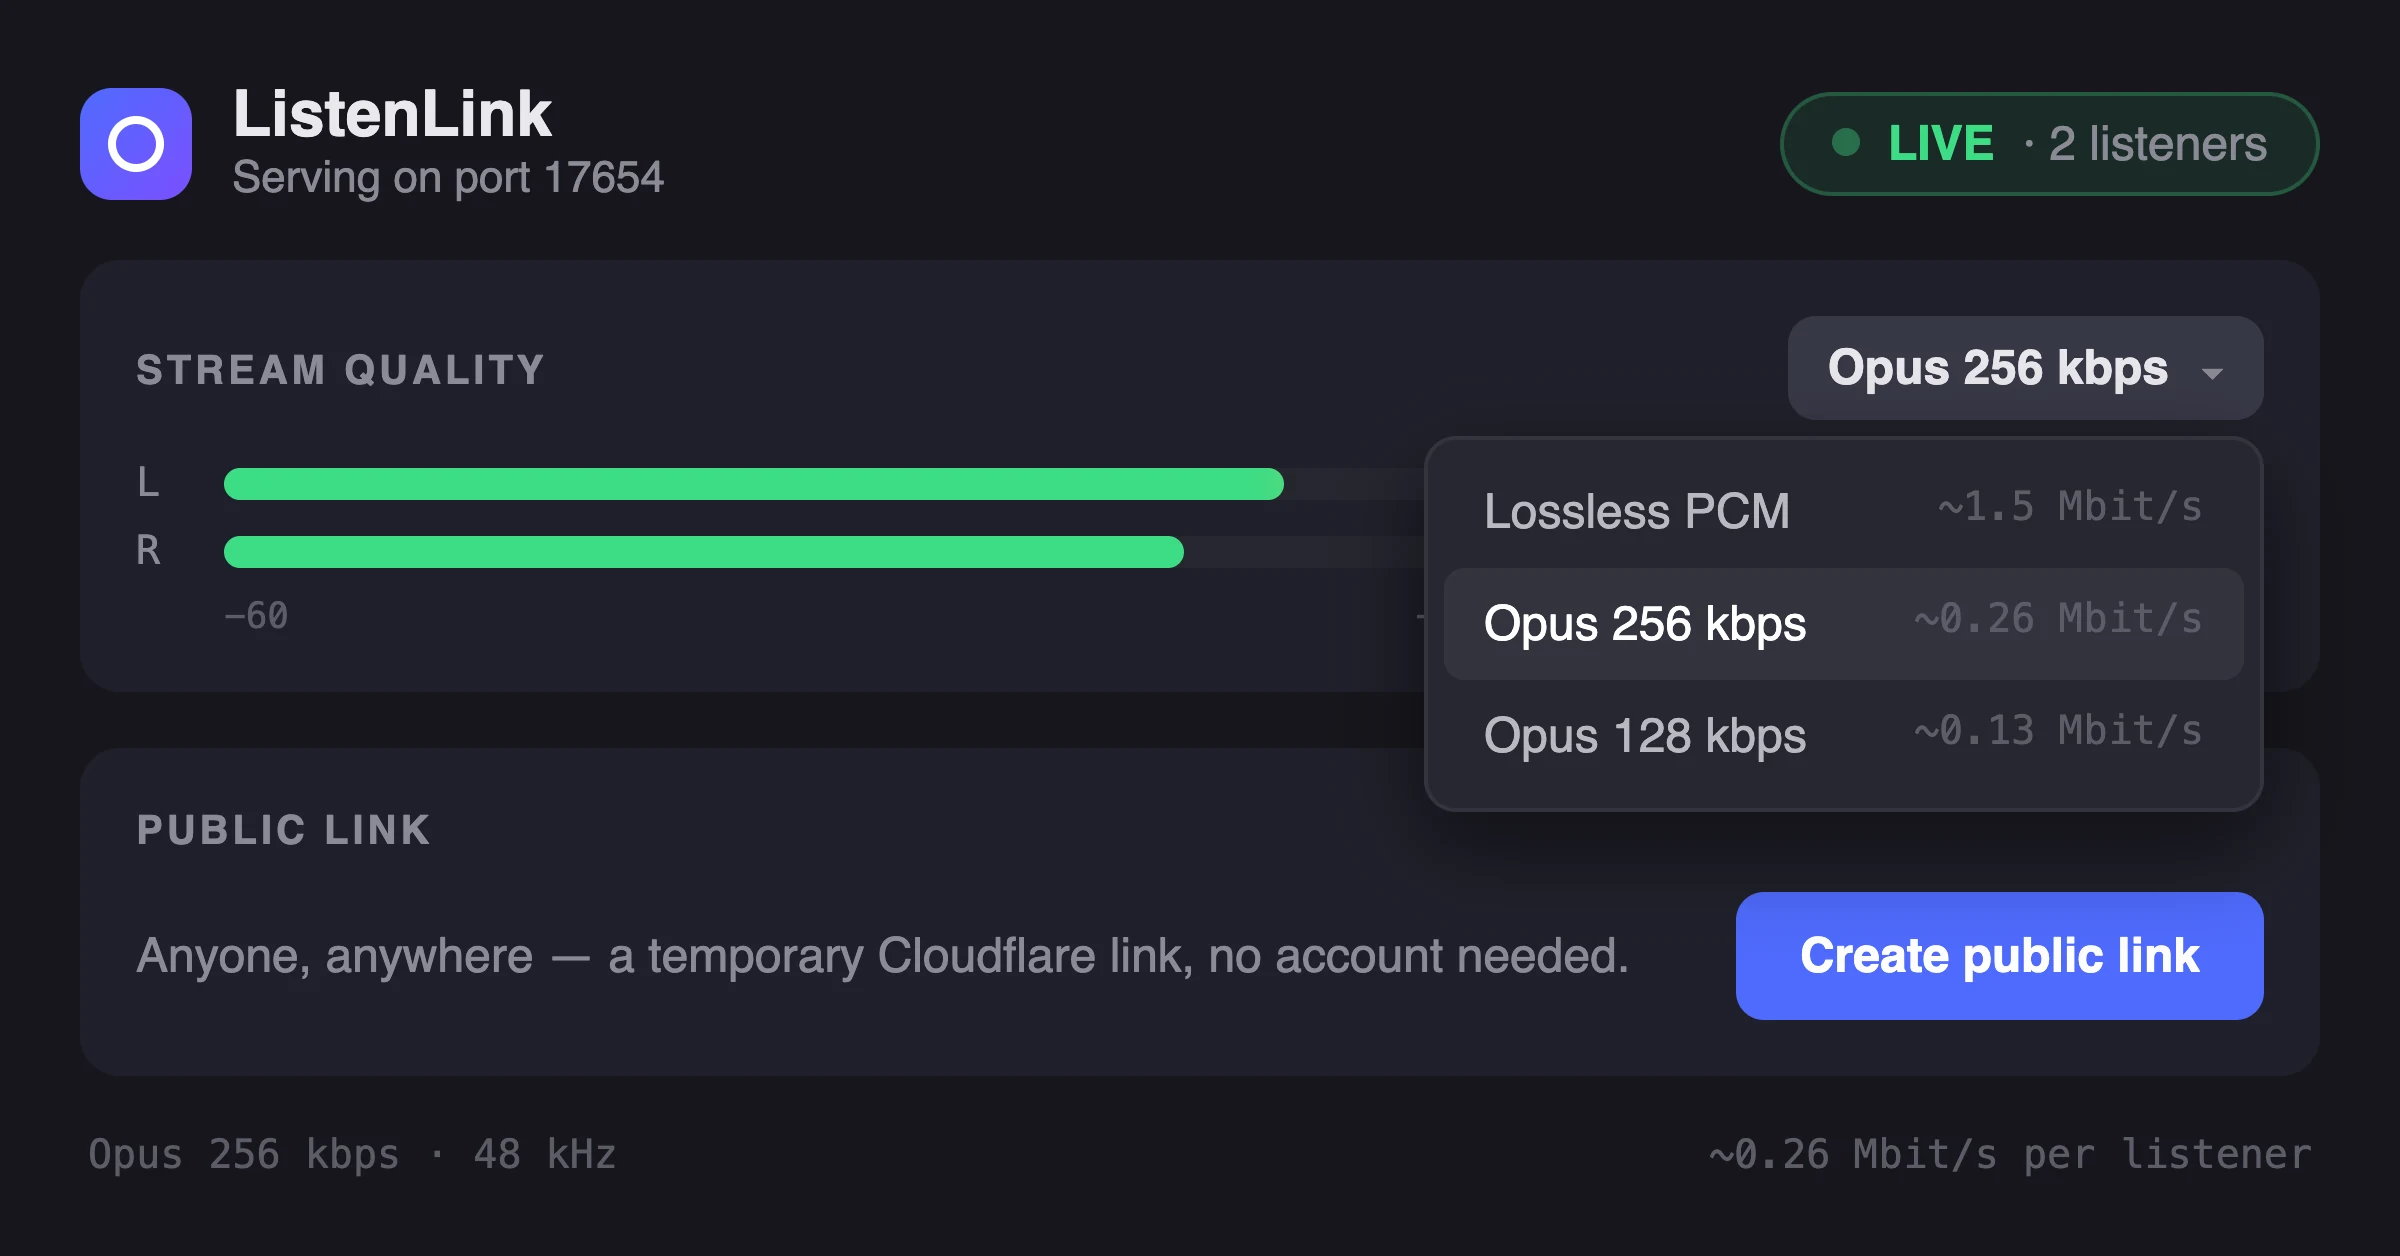 ListenLink
Serving on port 17654
LIVE · 2 listeners
STREAM QUALITY
Opus 256 kbps
L
R
−60
Lossless PCM ~1.5 Mbit/s
Opus 256 kbps ~0.26 Mbit/s
Opus 128 kbps ~0.13 Mbit/s
PUBLIC LINK
Anyone, anywhere — a temporary Cloudflare link, no account needed.
Create public link
Opus 256 kbps · 48 kHz
~0.26 Mbit/s per listener